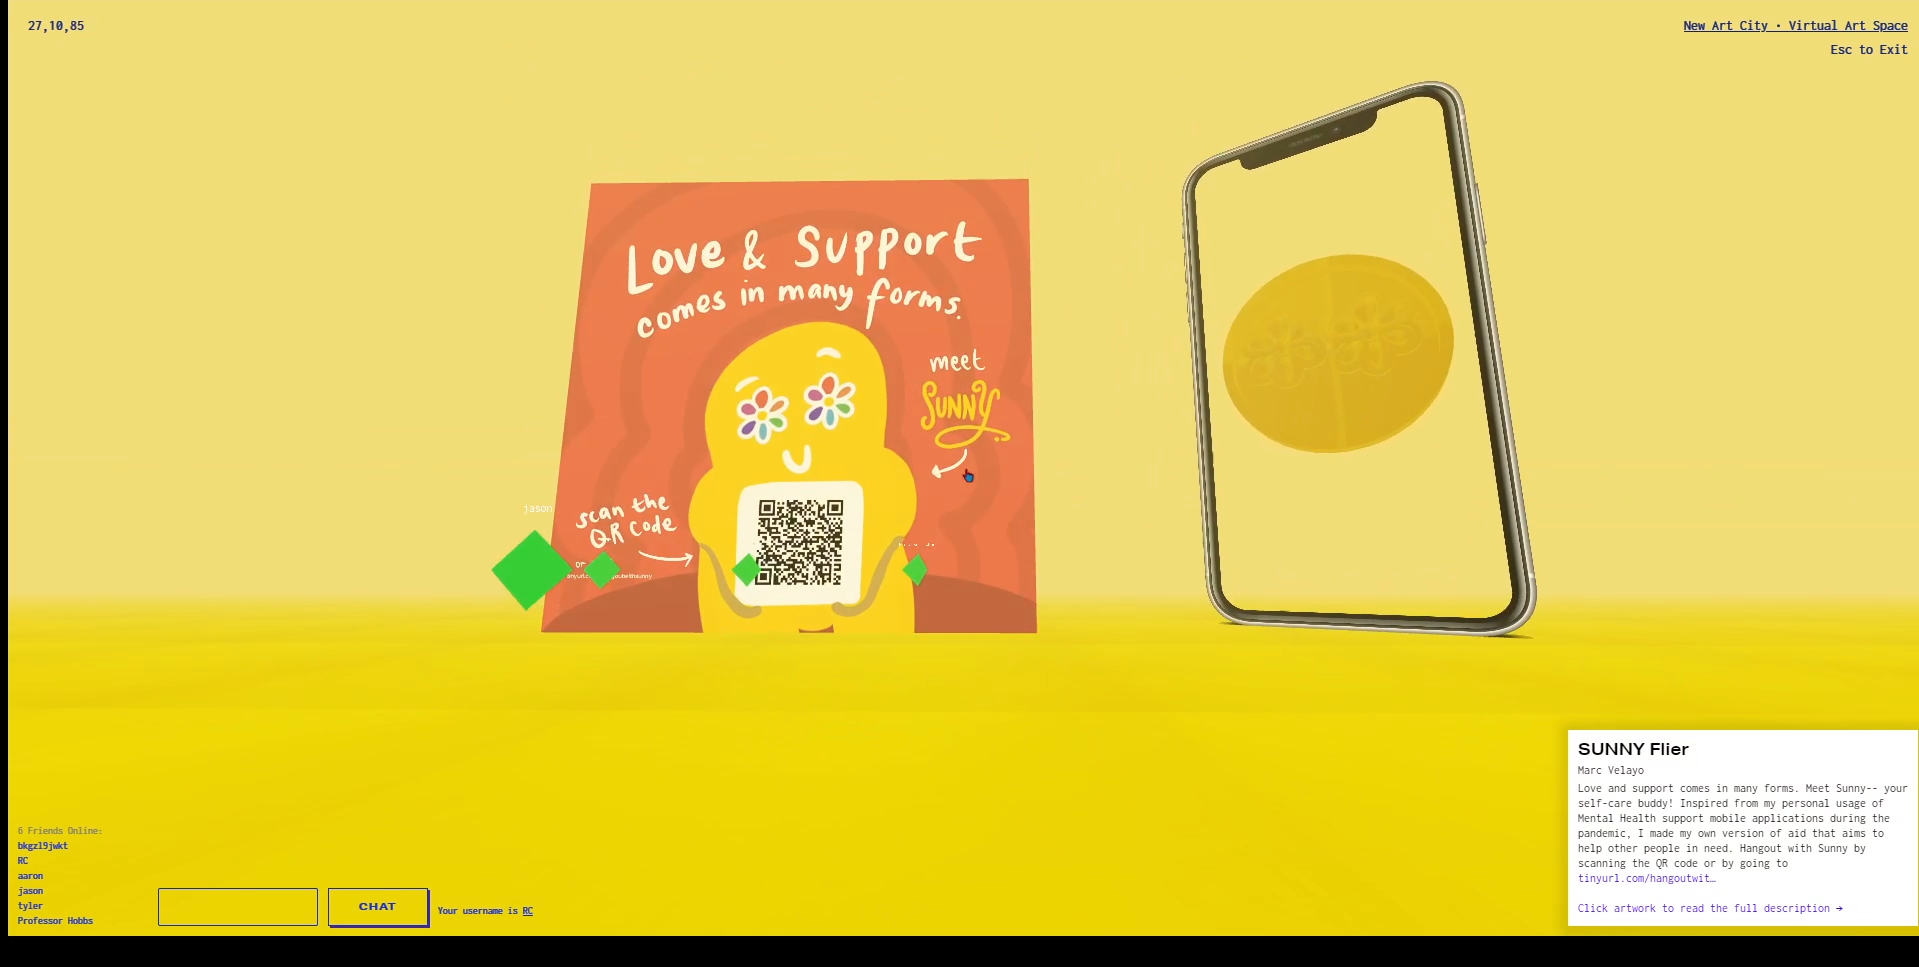 27,10,85
New Art City • Virtual Art Space
Esc to Exit
Love & Support
comes in many forms.
meet
SUNNY
jason
scan the
QR Code
or
6 Friends Online:
bkgzl9jwkt
RC
aaron
jason
tyler
Professor Hobbs
CHAT
Your username is RC
SUNNY Flier
Marc Velayo
Love and support comes in many forms. Meet Sunny-- your
self-care buddy! Inspired from my personal usage of
Mental Health support mobile applications during the
pandemic, I made my own version of aid that aims to
help other people in need. Hangout with Sunny by
scanning the QR code or by going to
tinyurl.com/hangoutwit…
Click artwork to read the full description →